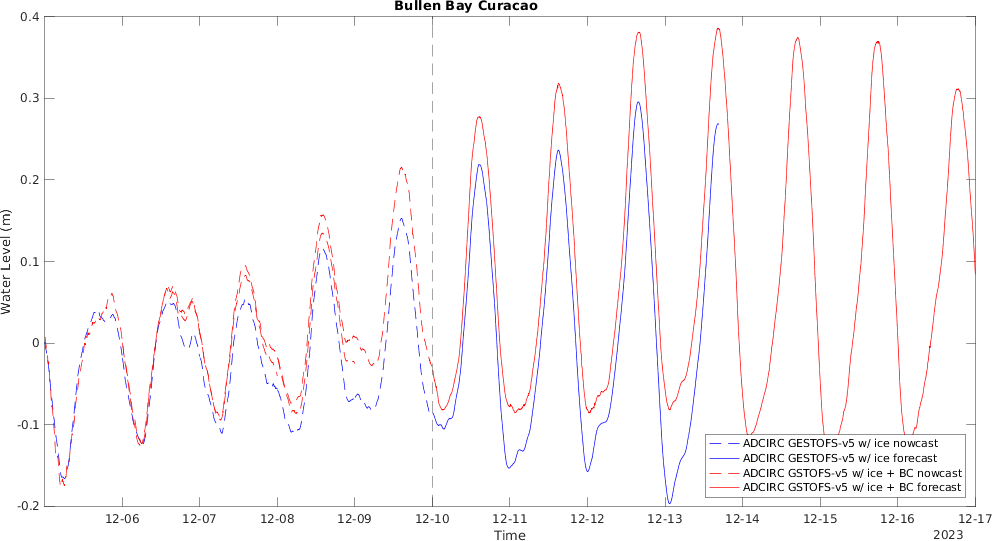 Bullen Bay Curacao
0.4
0.3
0.2
0.1
0
-0.1
-0.2
Water Level (m)
ADCIRC GESTOFS-v5 w/ ice nowcast
ADCIRC GESTOFS-v5 w/ ice forecast
ADCIRC GSTOFS-v5 w/ ice + BC nowcast
ADCIRC GSTOFS-v5 w/ ice + BC forecast
12-06 12-07 12-08 12-09 12-10 12-11 12-12 12-13 12-14 12-15 12-16 12-17
Time
2023